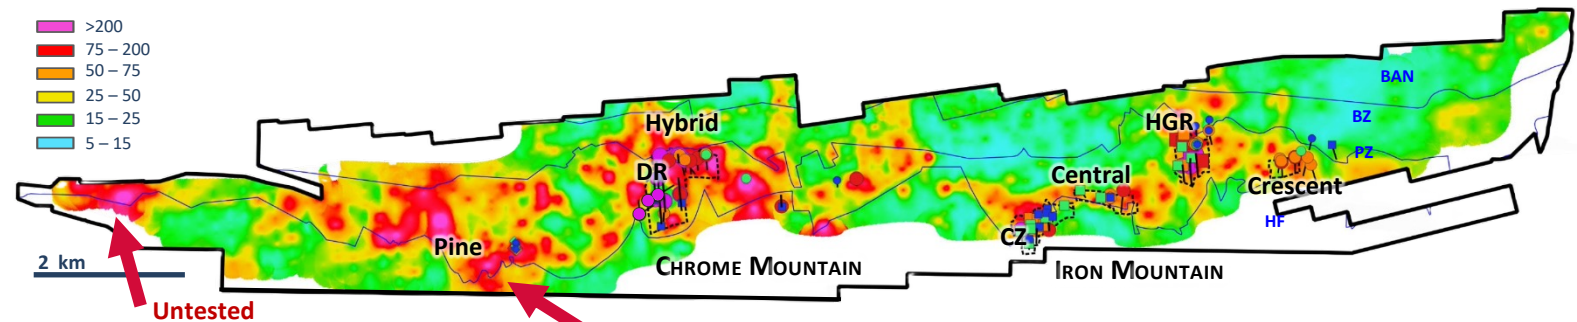 >200
75 – 200
50 – 75
25 – 50
15 – 25
5 – 15
BAN
BZ
PZ
HF
Hybrid
HGR
DR
Central
Crescent
CZ
Pine
CHROME MOUNTAIN
IRON MOUNTAIN
2 km
Untested